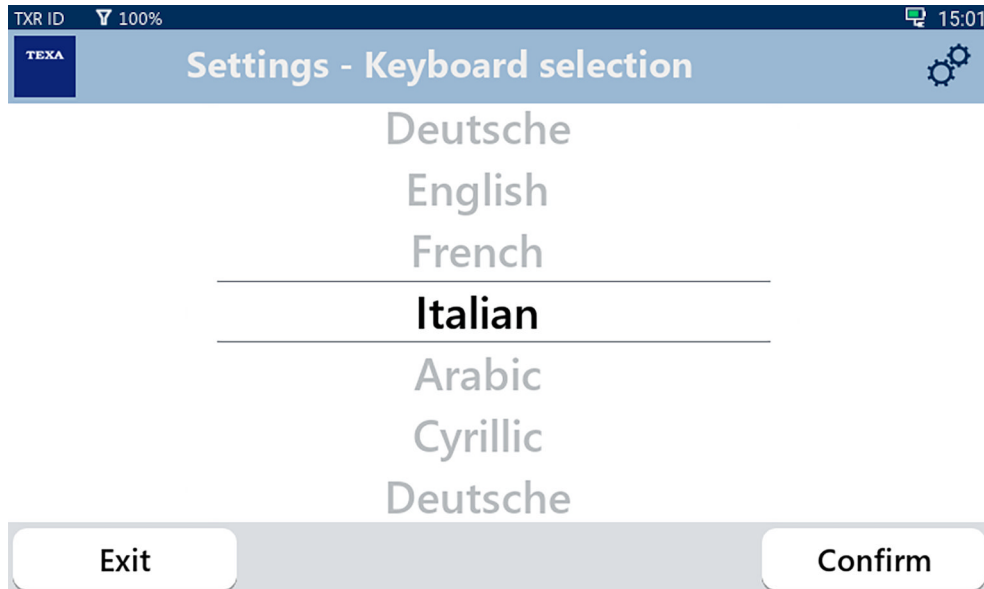 TXR ID 100% 15:01
TEXA Settings - Keyboard selection
Deutsche
English
French
Italian
Arabic
Cyrillic
Deutsche
Exit Confirm